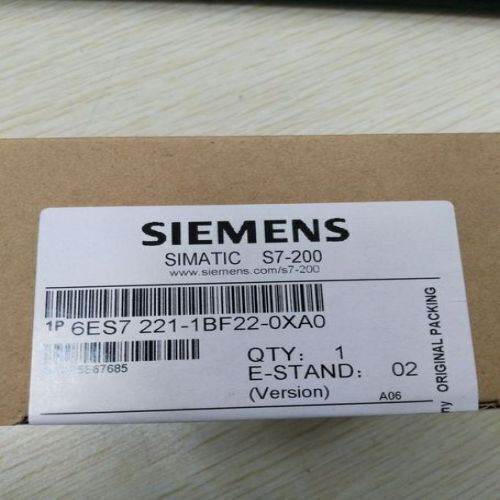 SIEMENS
SIMATIC S7-200
www.siemens.com/s7-200
1P 6ES7 221-1BF22-0XA0
QTY: 1
E-STAND: 02
(Version)
A06
ORIGINAL PACKING